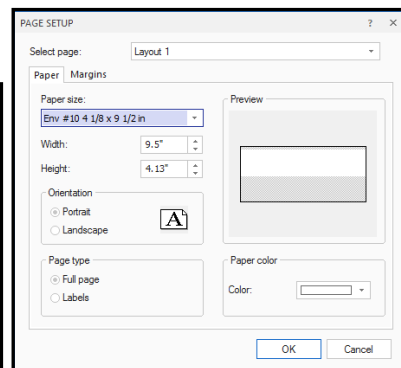 PAGE SETUP ? ×
Select page: Layout 1
Paper Margins
Paper size:
Env #10 4 1/8 x 9 1/2 in
Width: 9.5"
Height: 4.13"
Orientation
Portrait
Landscape
A
Page type
Full page
Labels
Preview
Paper color
Color:
OK Cancel